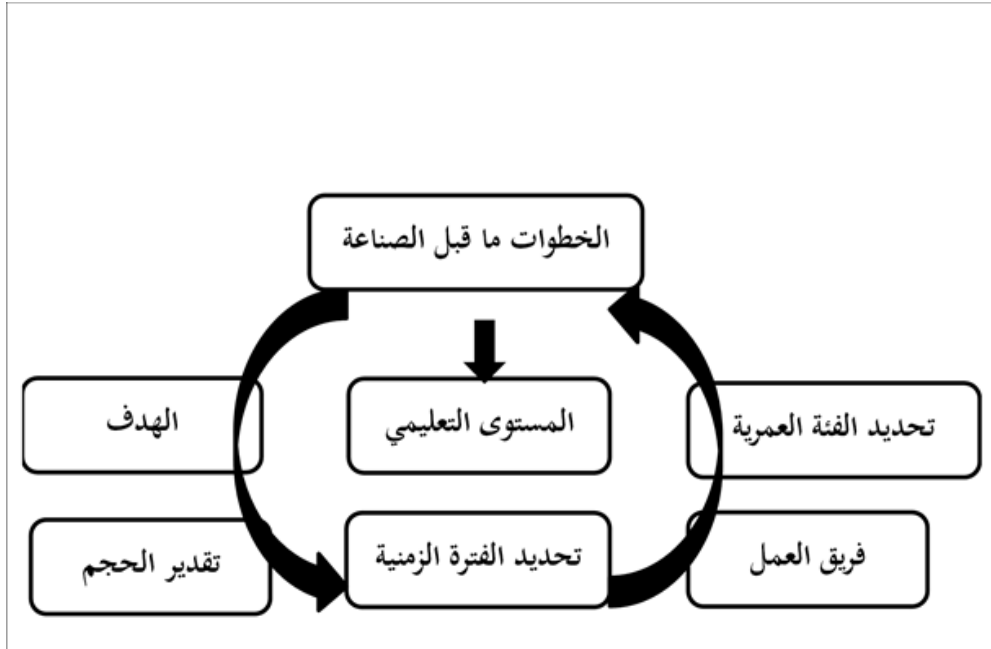 الخطوات ما قبل الصناعة
تحديد الفئة العمرية
المستوى التعليمي
الهدف
فريق العمل
تحديد الفترة الزمنية
تقدير الحجم